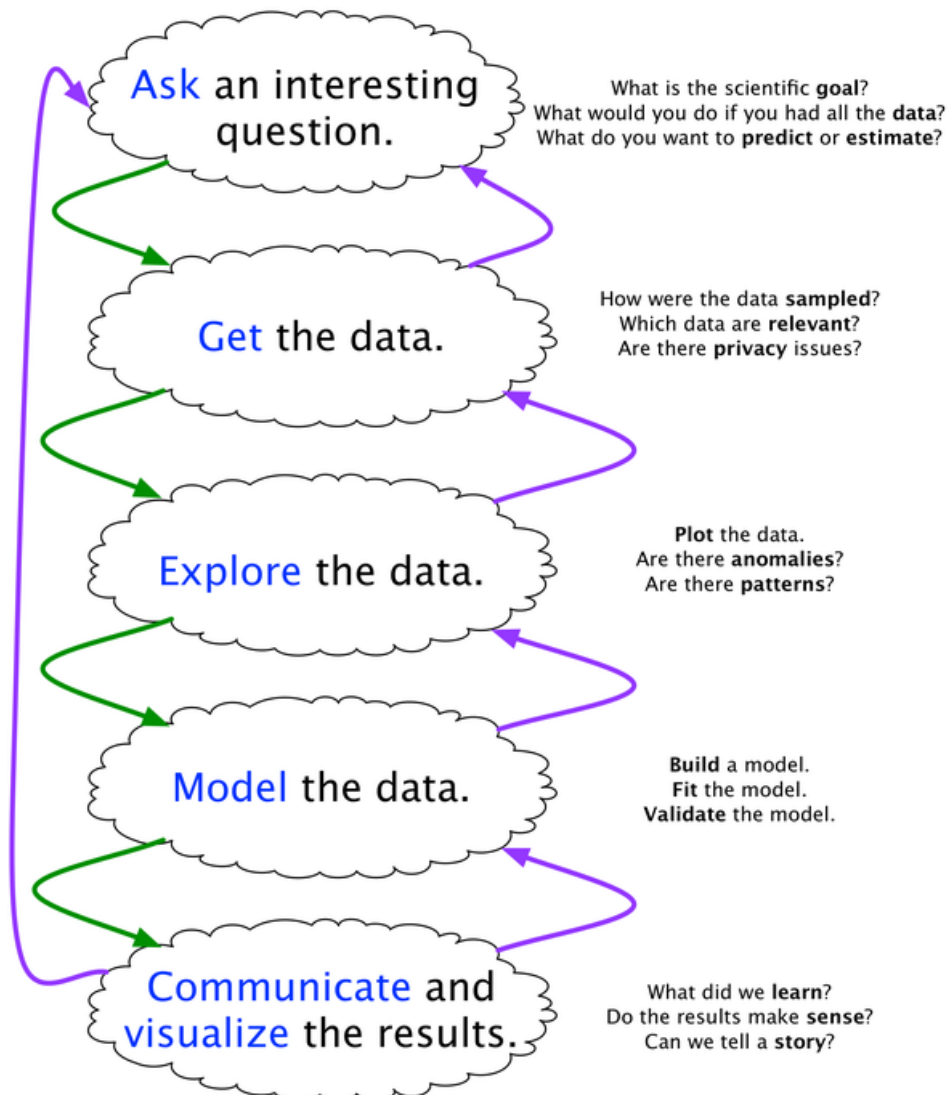 Ask an interesting
question.
What is the scientific goal?
What would you do if you had all the data?
What do you want to predict or estimate?
Get the data.
How were the data sampled?
Which data are relevant?
Are there privacy issues?
Explore the data.
Plot the data.
Are there anomalies?
Are there patterns?
Model the data.
Build a model.
Fit the model.
Validate the model.
Communicate and
visualize the results.
What did we learn?
Do the results make sense?
Can we tell a story?